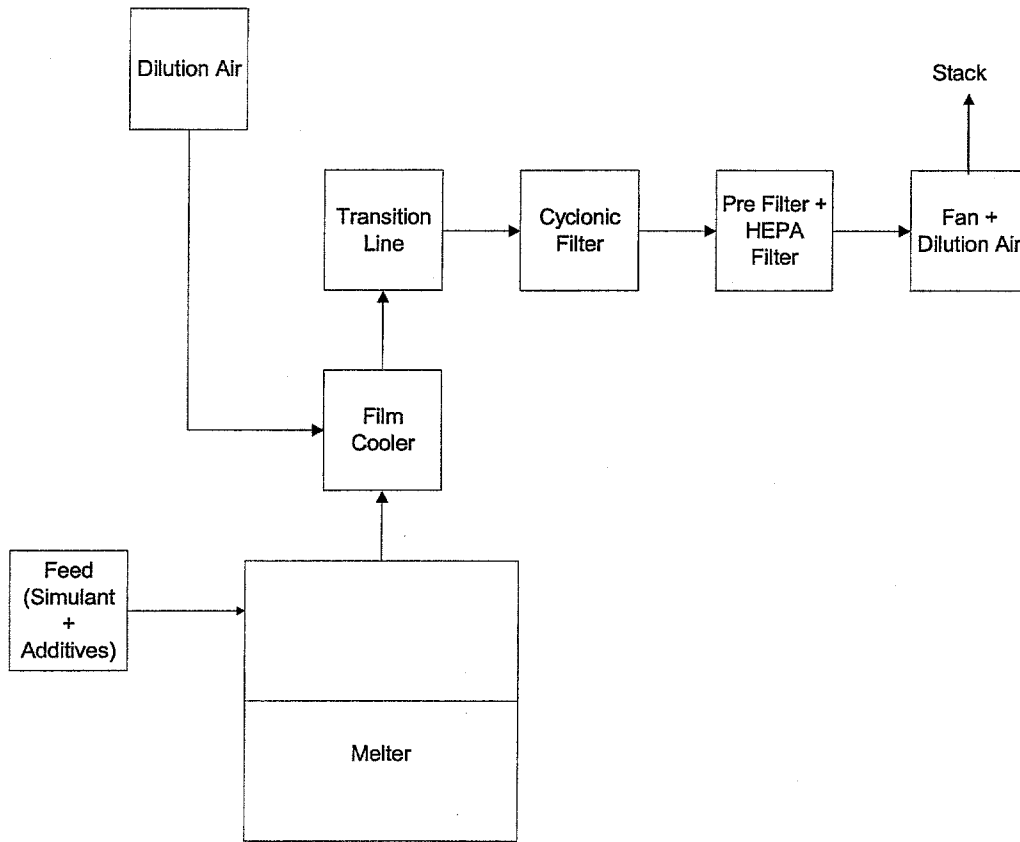 Dilution Air
Stack
Transition
Line
Cyclonic
Filter
Pre Filter +
HEPA
Filter
Fan +
Dilution Air
Film
Cooler
Feed
(Simulant
+
Additives)
Melter